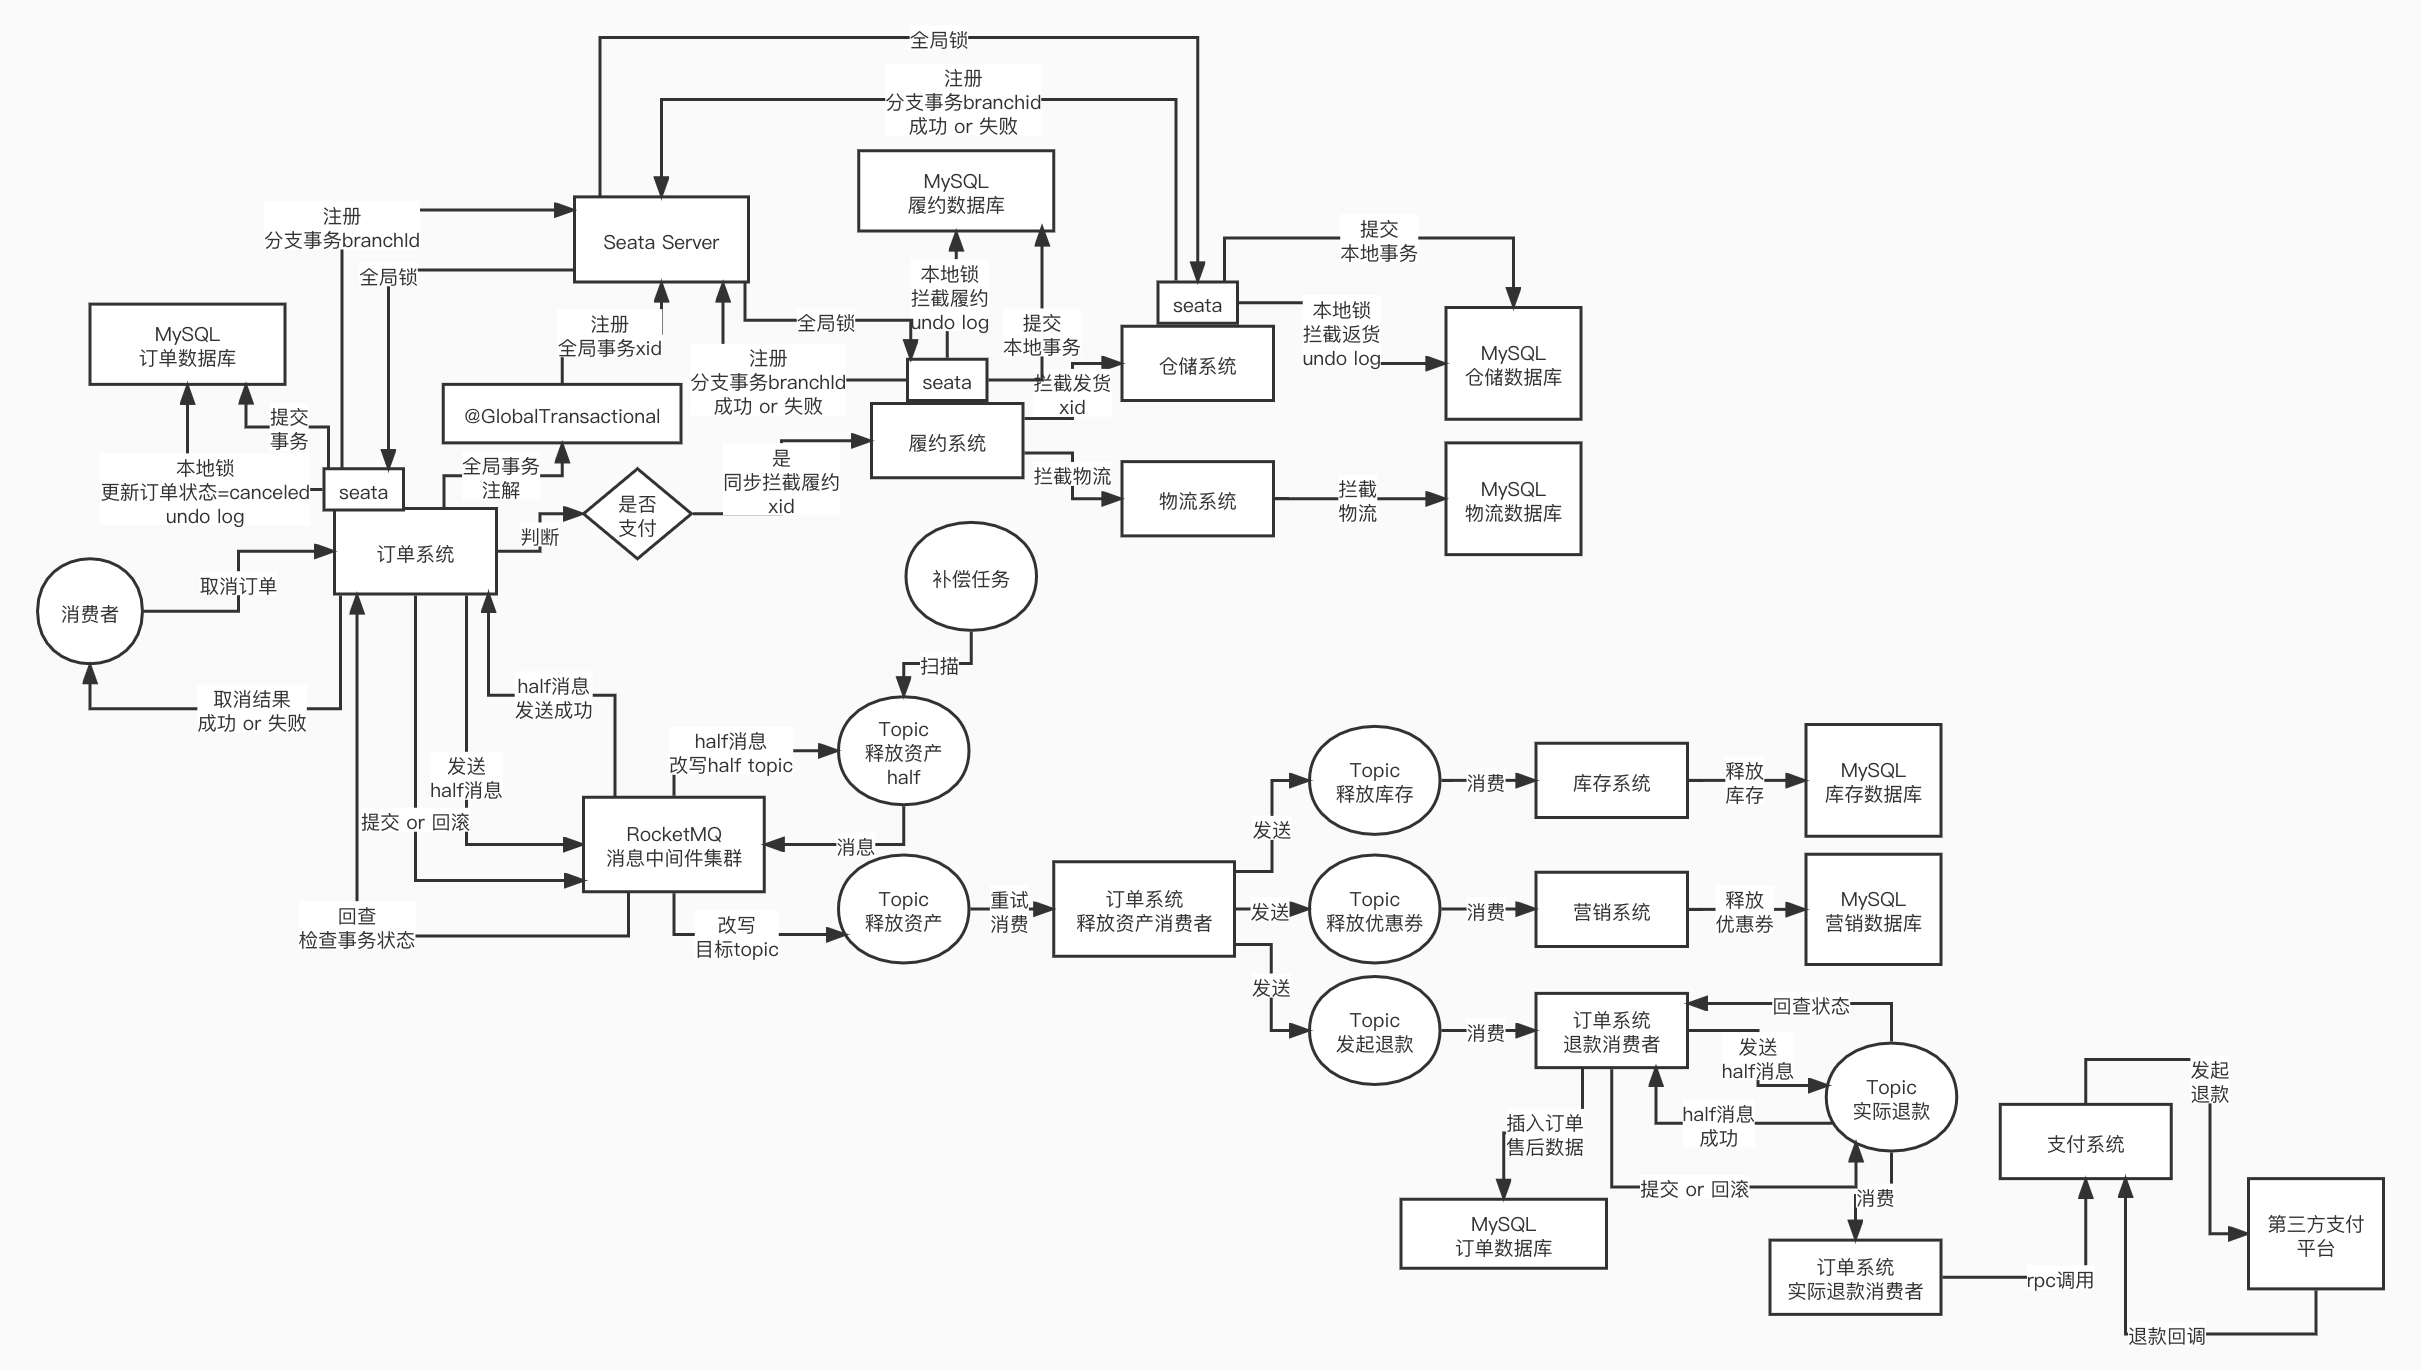 全局锁
注册
分支事务branchid
成功 or 失败
MySQL
履约数据库
注册
分支事务branchId
Seata Server
全局锁
本地锁
拦截履约
undo log
提交
本地事务
seata
本地锁
拦截返货
undo log
MySQL
订单数据库
注册
全局事务xid
全局锁
提交
本地事务
注册
分支事务branchId
成功 or 失败
seata
拦截发货
xid
仓储系统
MySQL
仓储数据库
@GlobalTransactional
提交
事务
履约系统
本地锁
更新订单状态=canceled
undo log
seata
全局事务
注解
是否
支付
是
同步拦截履约
xid
拦截物流
物流系统
拦截
物流
MySQL
物流数据库
判断
订单系统
取消订单
消费者
补偿任务
扫描
取消结果
成功 or 失败
half消息
发送成功
half消息
改写half topic
Topic
释放资产
half
发送
half消息
提交 or 回滚
RocketMQ
消息中间件集群
消息
Topic
释放库存
消费
库存系统
释放
库存
MySQL
库存数据库
发送
回查
检查事务状态
改写
目标topic
Topic
释放资产
重试
消费
订单系统
释放资产消费者
发送
Topic
释放优惠券
消费
营销系统
释放
优惠券
MySQL
营销数据库
发送
Topic
发起退款
消费
订单系统
退款消费者
回查状态
发送
half消息
Topic
实际退款
half消息
成功
插入订单
售后数据
提交 or 回滚
消费
MySQL
订单数据库
订单系统
实际退款消费者
rpc调用
支付系统
发起
退款
第三方支付
平台
退款回调